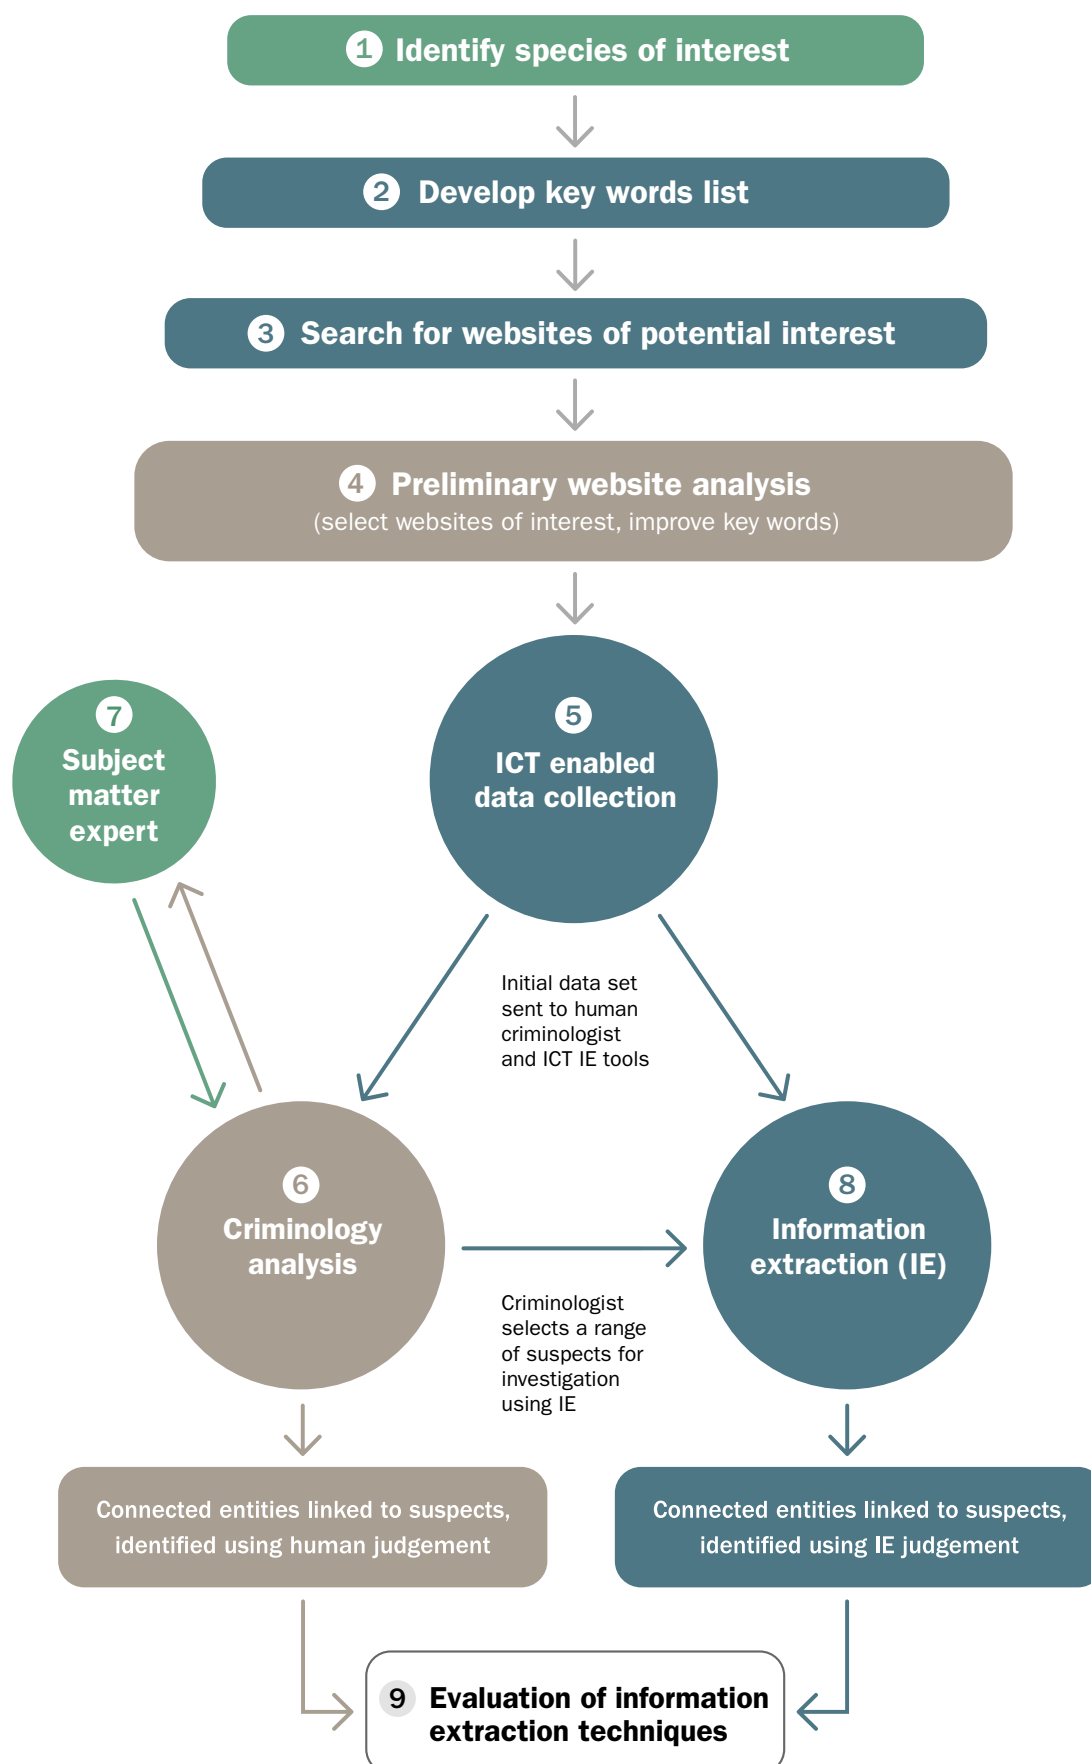 1 Identify species of interest
2 Develop key words list
3 Search for websites of potential interest
4 Preliminary website analysis
(select websites of interest, improve key words)
5
ICT enabled
data collection
7
Subject
matter
expert
Initial data set
sent to human
criminologist
and ICT IE tools
6
Criminology
analysis
8
Information
extraction (IE)
Criminologist
selects a range
of suspects for
investigation
using IE
Connected entities linked to suspects,
identified using human judgement
Connected entities linked to suspects,
identified using IE judgement
9 Evaluation of information
extraction techniques